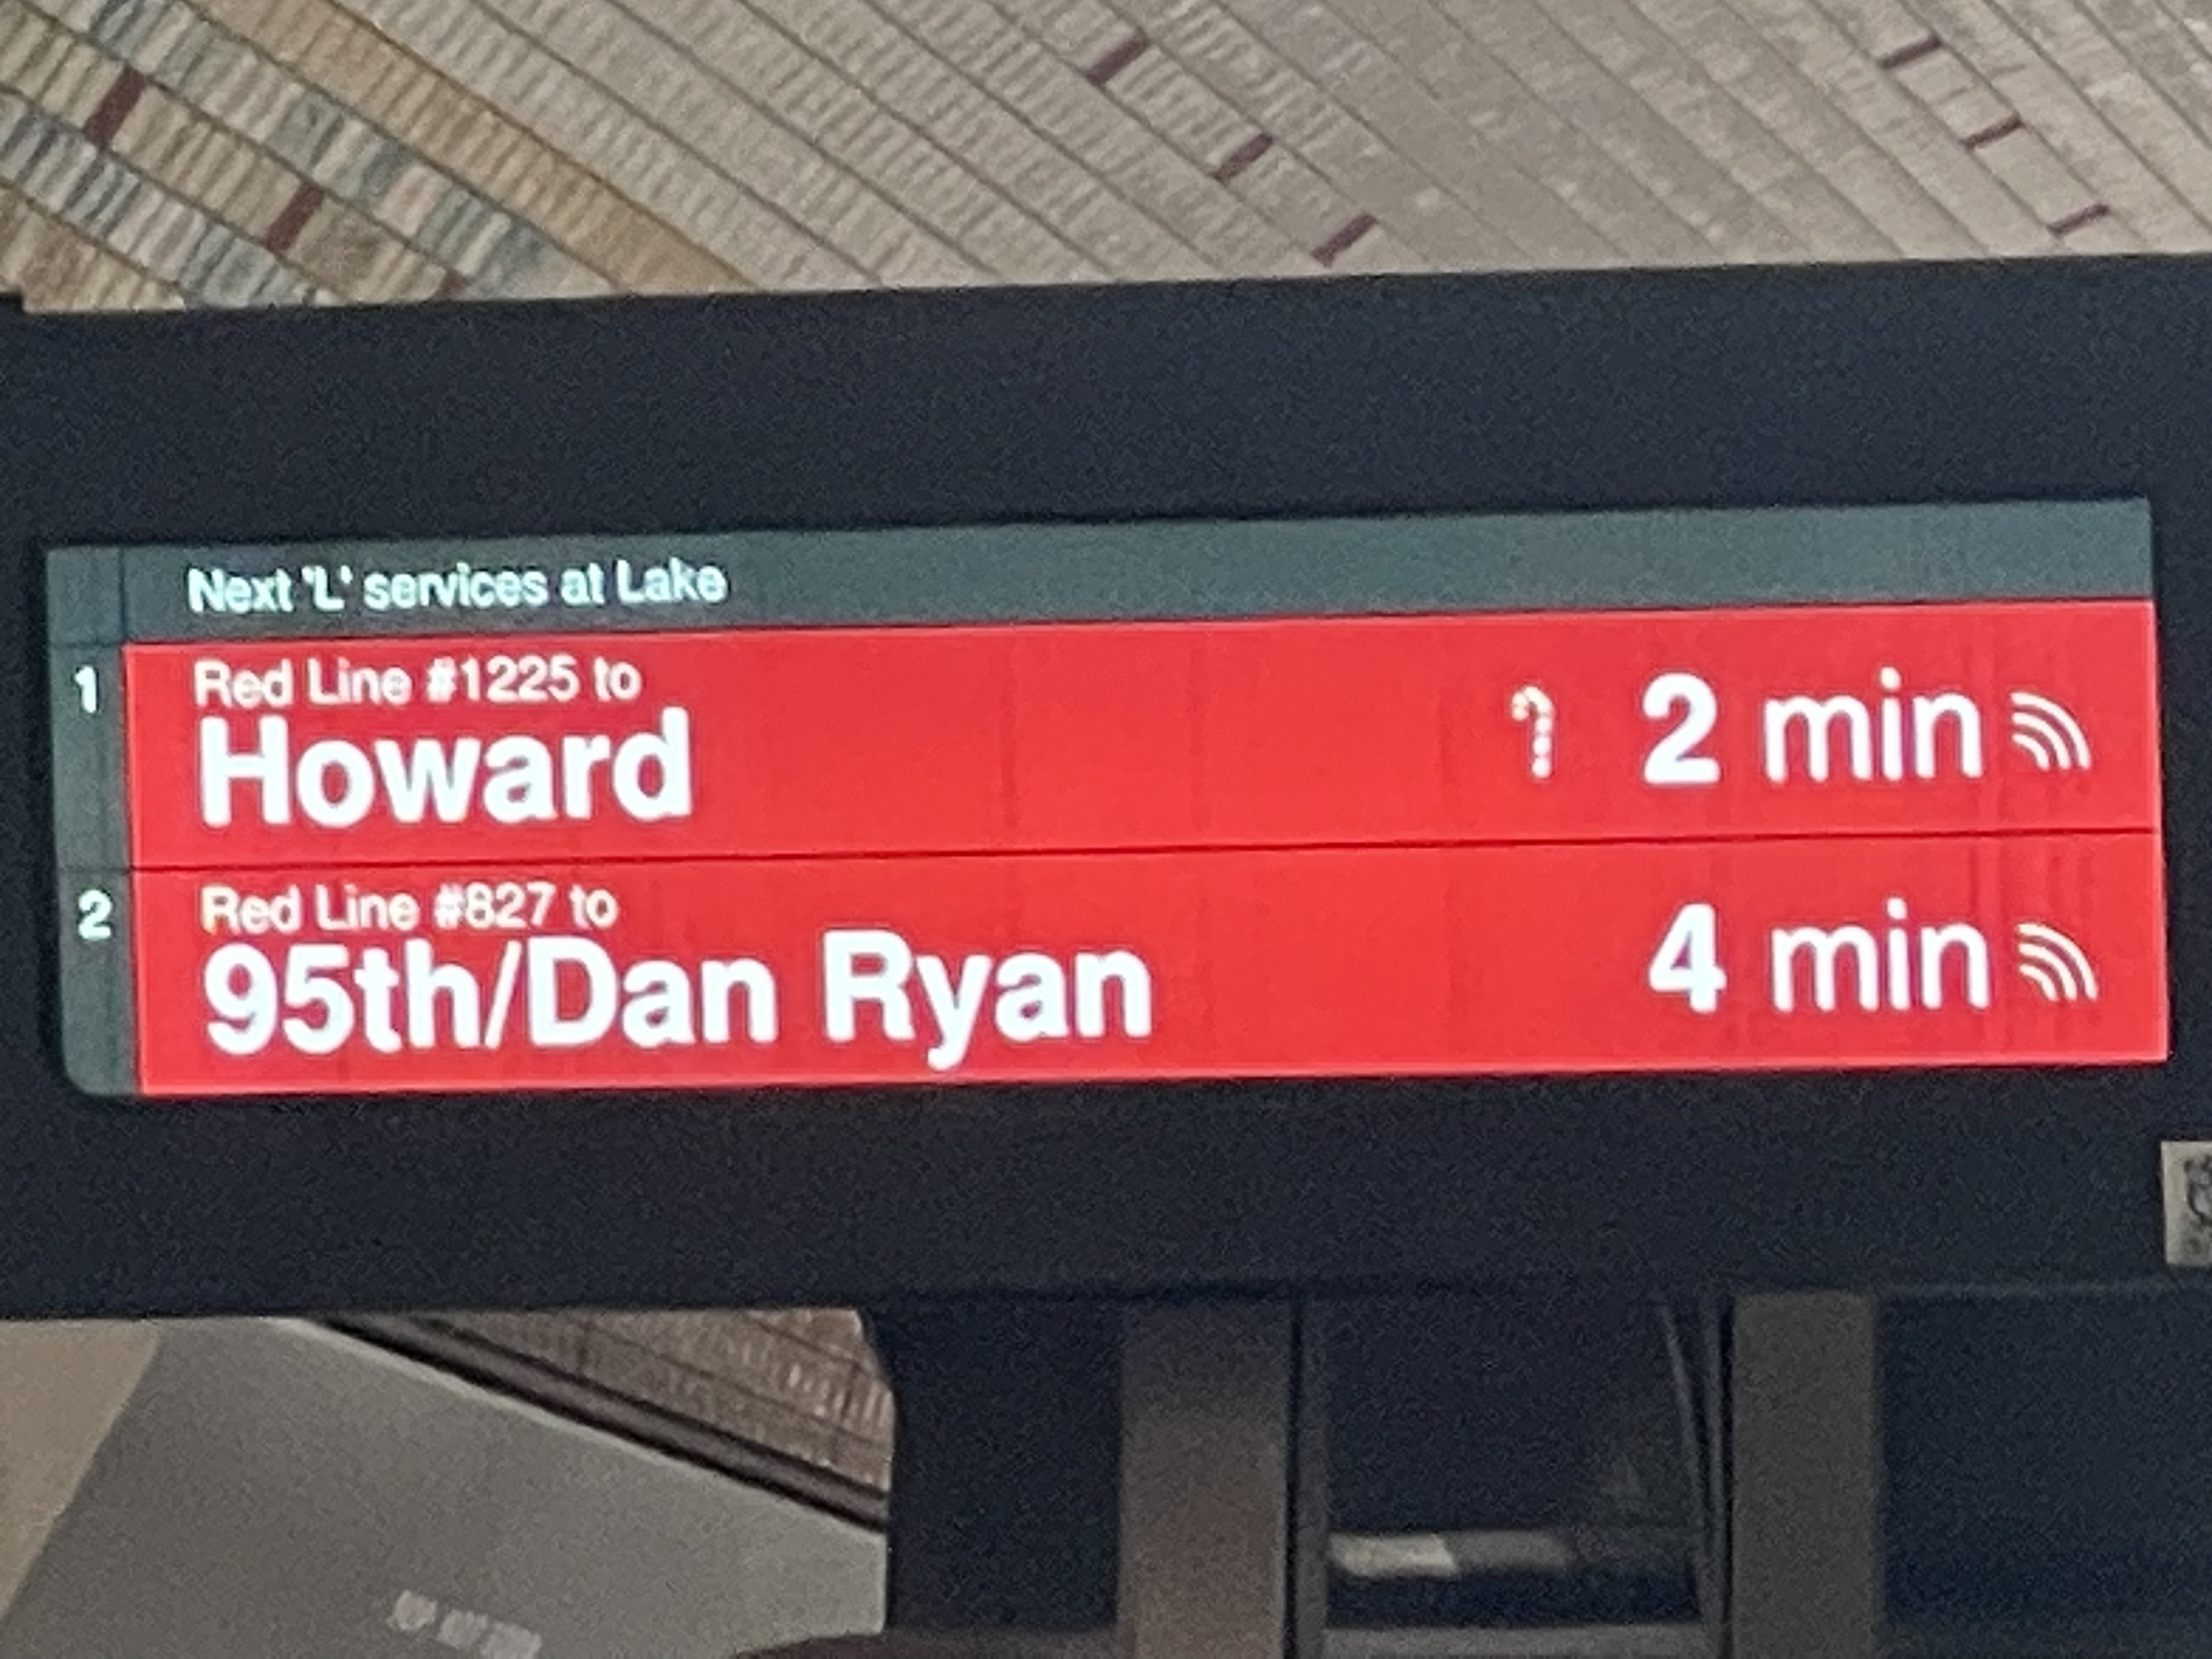 Next 'L' services at Lake
1
Red Line #1225 to
Howard
2 min
2
Red Line #827 to
95th/Dan Ryan
4 min